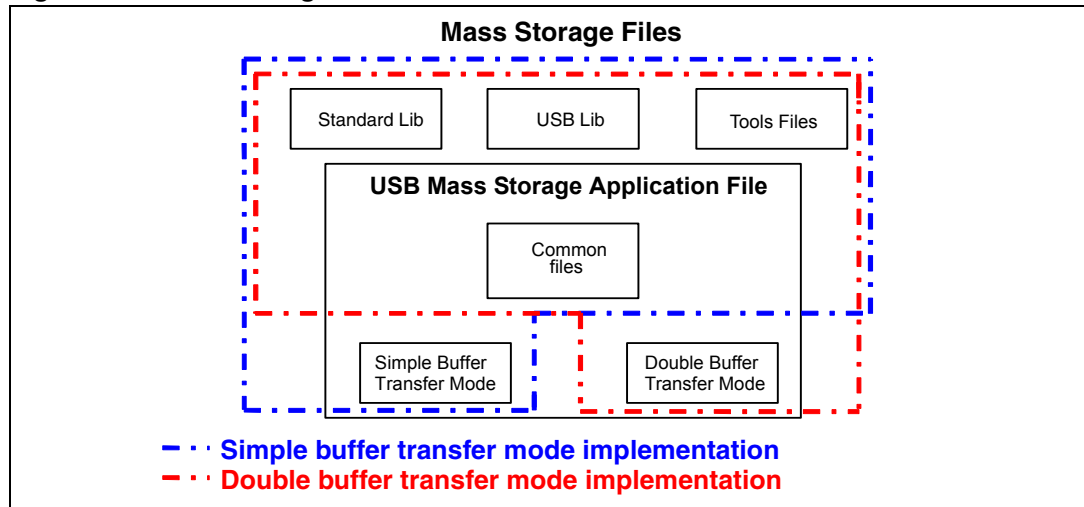 Mass Storage Files
Standard Lib
USB Lib
Tools Files
USB Mass Storage Application File
Common
files
Simple Buffer
Transfer Mode
Double Buffer
Transfer Mode
Simple buffer transfer mode implementation
Double buffer transfer mode implementation